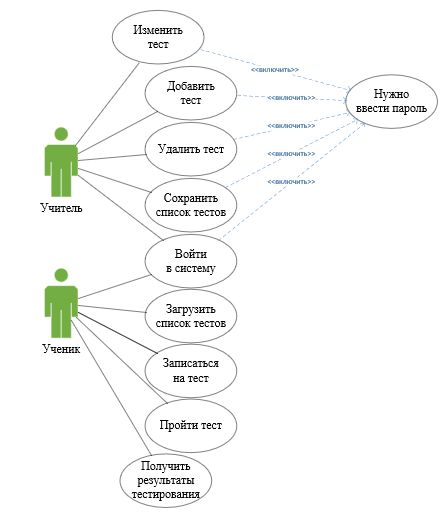 Изменить
тест
<<включить>>
Добавить
тест
<<включить>>
Нужно
ввести пароль
Удалить тест
<<включить>>
<<включить>>
Учитель
Сохранить
список тестов
<<включить>>
Войти
в систему
Загрузить
список тестов
Ученик
Записаться
на тест
Пройти тест
Получить
результаты
тестирования